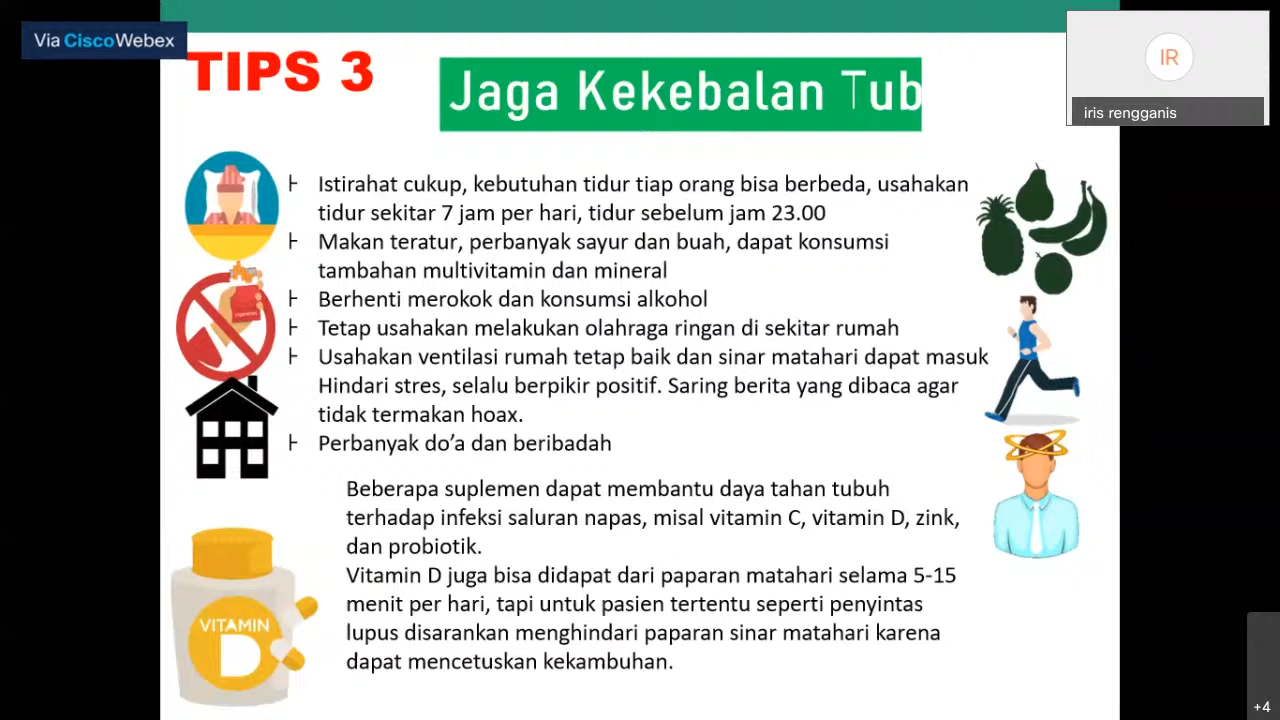 Via CiscoWebex
TIPS 3
Jaga Kekebalan Tub
IR
iris rengganis
Istirahat cukup, kebutuhan tidur tiap orang bisa berbeda, usahakan
tidur sekitar 7 jam per hari, tidur sebelum jam 23.00
Makan teratur, perbanyak sayur dan buah, dapat konsumsi
tambahan multivitamin dan mineral
Berhenti merokok dan konsumsi alkohol
Tetap usahakan melakukan olahraga ringan di sekitar rumah
Usahakan ventilasi rumah tetap baik dan sinar matahari dapat masuk
Hindari stres, selalu berpikir positif. Saring berita yang dibaca agar
tidak termakan hoax.
Perbanyak do’a dan beribadah
Beberapa suplemen dapat membantu daya tahan tubuh
terhadap infeksi saluran napas, misal vitamin C, vitamin D, zink,
dan probiotik.
Vitamin D juga bisa didapat dari paparan matahari selama 5-15
menit per hari, tapi untuk pasien tertentu seperti penyintas
lupus disarankan menghindari paparan sinar matahari karena
dapat mencetuskan kekambuhan.
VITAMIN
D
+4